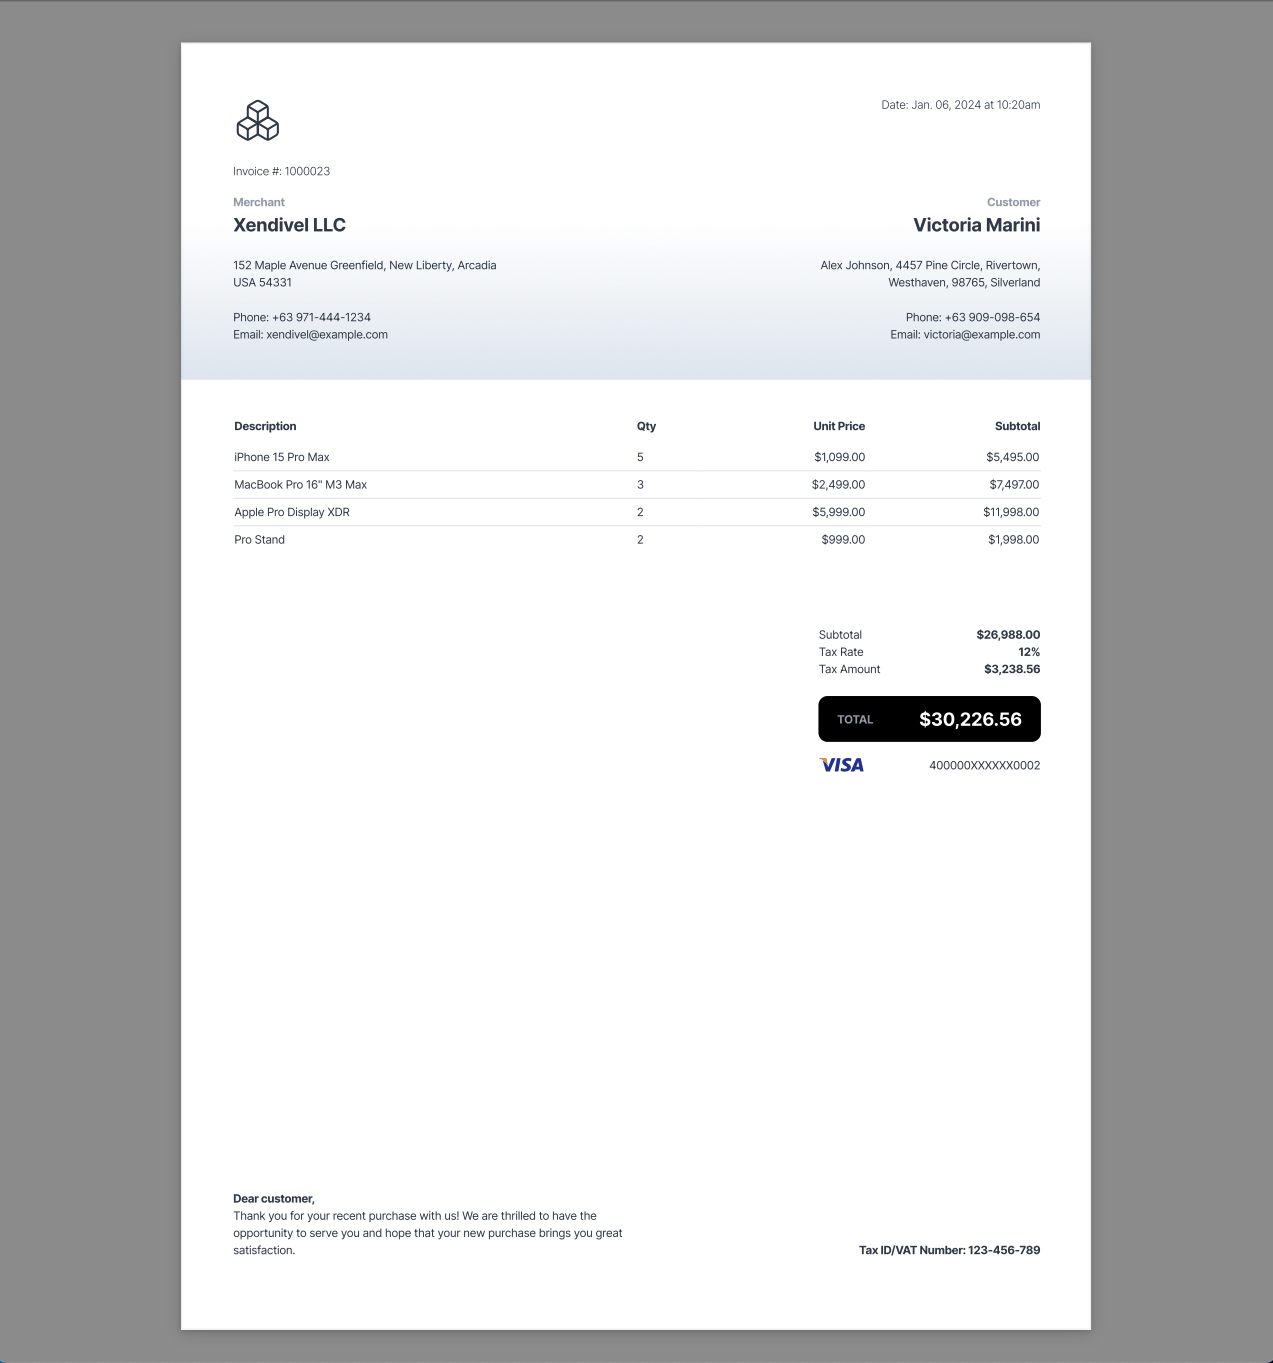 Date: Jan. 06, 2024 at 10:20am
Invoice #: 1000023
Merchant
Xendivel LLC
152 Maple Avenue Greenfield, New Liberty, Arcadia
USA 54331
Phone: +63 971-444-1234
Email: xendivel@example.com
Customer
Victoria Marini
Alex Johnson, 4457 Pine Circle, Rivertown,
Westhaven, 98765, Silverland
Phone: +63 909-098-654
Email: victoria@example.com
Description Qty Unit Price Subtotal
iPhone 15 Pro Max 5 $1,099.00 $5,495.00
MacBook Pro 16" M3 Max 3 $2,499.00 $7,497.00
Apple Pro Display XDR 2 $5,999.00 $11,998.00
Pro Stand 2 $999.00 $1,998.00
Subtotal $26,988.00
Tax Rate 12%
Tax Amount $3,238.56
TOTAL $30,226.56
VISA 400000XXXXXX0002
Dear customer,
Thank you for your recent purchase with us! We are thrilled to have the
opportunity to serve you and hope that your new purchase brings you great
satisfaction.
Tax ID/VAT Number: 123-456-789